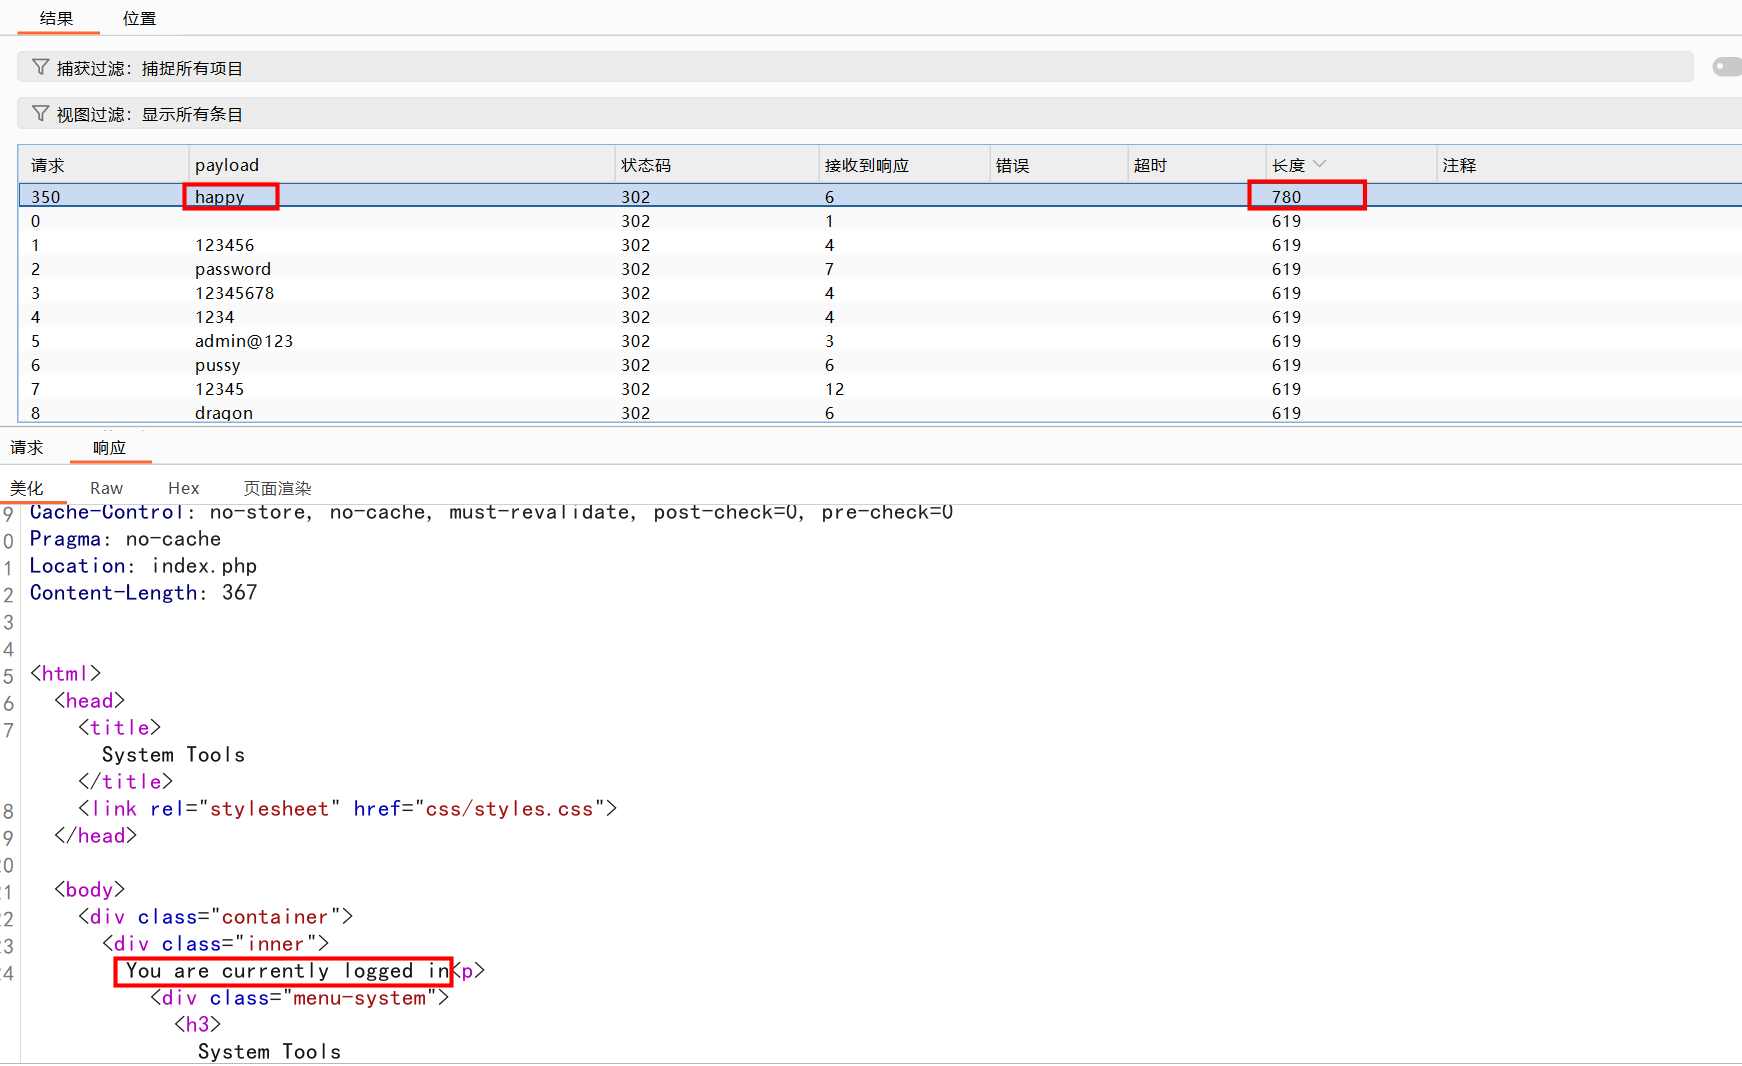 结果 位置
捕获过滤：捕捉所有项目
视图过滤：显示所有条目
请求 payload 状态码 接收到响应 错误 超时 长度 注释
350 happy 302 6 780
0 302 1 619
1 123456 302 4 619
2 password 302 7 619
3 12345678 302 4 619
4 1234 302 4 619
5 admin@123 302 3 619
6 pussy 302 6 619
7 12345 302 12 619
8 dragon 302 6 619
请求 响应
美化 Raw Hex 页面渲染
9 Cache-Control: no-store, no-cache, must-revalidate, post-check=0, pre-check=0
0 Pragma: no-cache
1 Location: index.php
2 Content-Length: 367
3
4
5 <html>
6 <head>
7 <title>
System Tools
</title>
8 <link rel="stylesheet" href="css/styles.css">
9 </head>
20
21 <body>
22 <div class="container">
23 <div class="inner">
24 You are currently logged in<p>
<div class="menu-system">
<h3>
System Tools